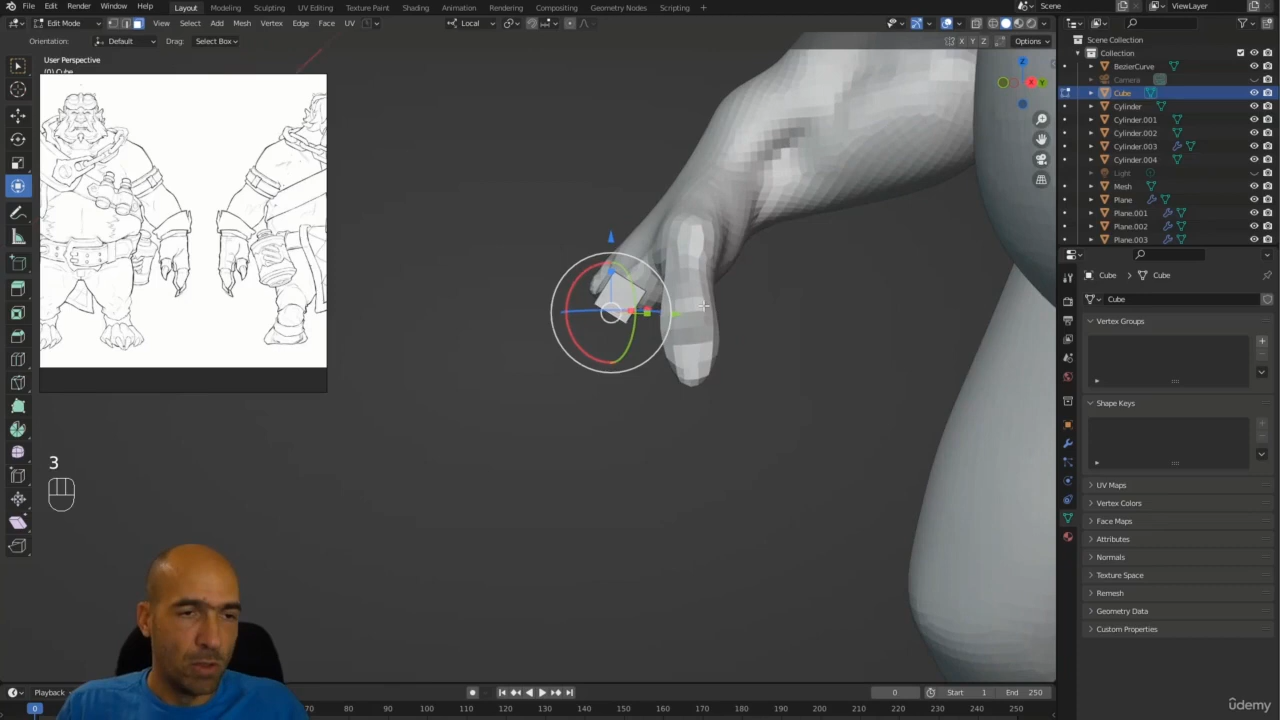 File Edit Render Window Help Layout Modeling Sculpting UV Editing Texture Paint Shading Animation Rendering Compositing Geometry Nodes Scripting Scene ViewLayer
Edit Mode View Select Add Mesh Vertex Edge Face UV Local
Orientation: Default Drag: Select Box X Y Z Options
User Perspective
(0) Cube
Scene Collection
Collection
BezierCurve
Camera
Cube
Cylinder
Cylinder.001
Cylinder.002
Cylinder.003
Cylinder.004
Light
Mesh
Plane
Plane.001
Plane.002
Plane.003
Cube Cube
Cube
Vertex Groups
Shape Keys
UV Maps
Vertex Colors
Face Maps
Attributes
Normals
Texture Space
Remesh
Geometry Data
Custom Properties
3
Z
X
Y
Playback 0 Start 1 End 250
0 70 80 90 100 110 120 130 140 150 160 170 180 190 200 210 220 230 240 250
ûdemy